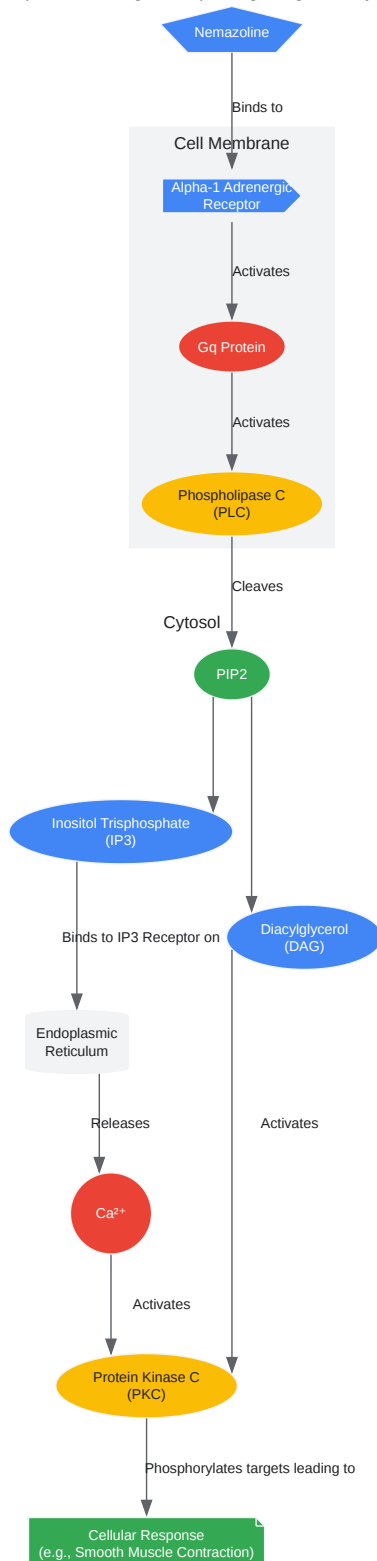 Nemazoline
Binds to
Cell Membrane
Alpha-1 Adrenergic
Receptor
Activates
Gq Protein
Activates
Phospholipase C
(PLC)
Cleaves
Cytosol
PIP2
Inositol Trisphosphate
(IP3)
Diacylglycerol
(DAG)
Binds to IP3 Receptor on
Endoplasmic
Reticulum
Releases
Activates
Ca²⁺
Activates
Protein Kinase C
(PKC)
Phosphorylates targets leading to
Cellular Response
(e.g., Smooth Muscle Contraction)